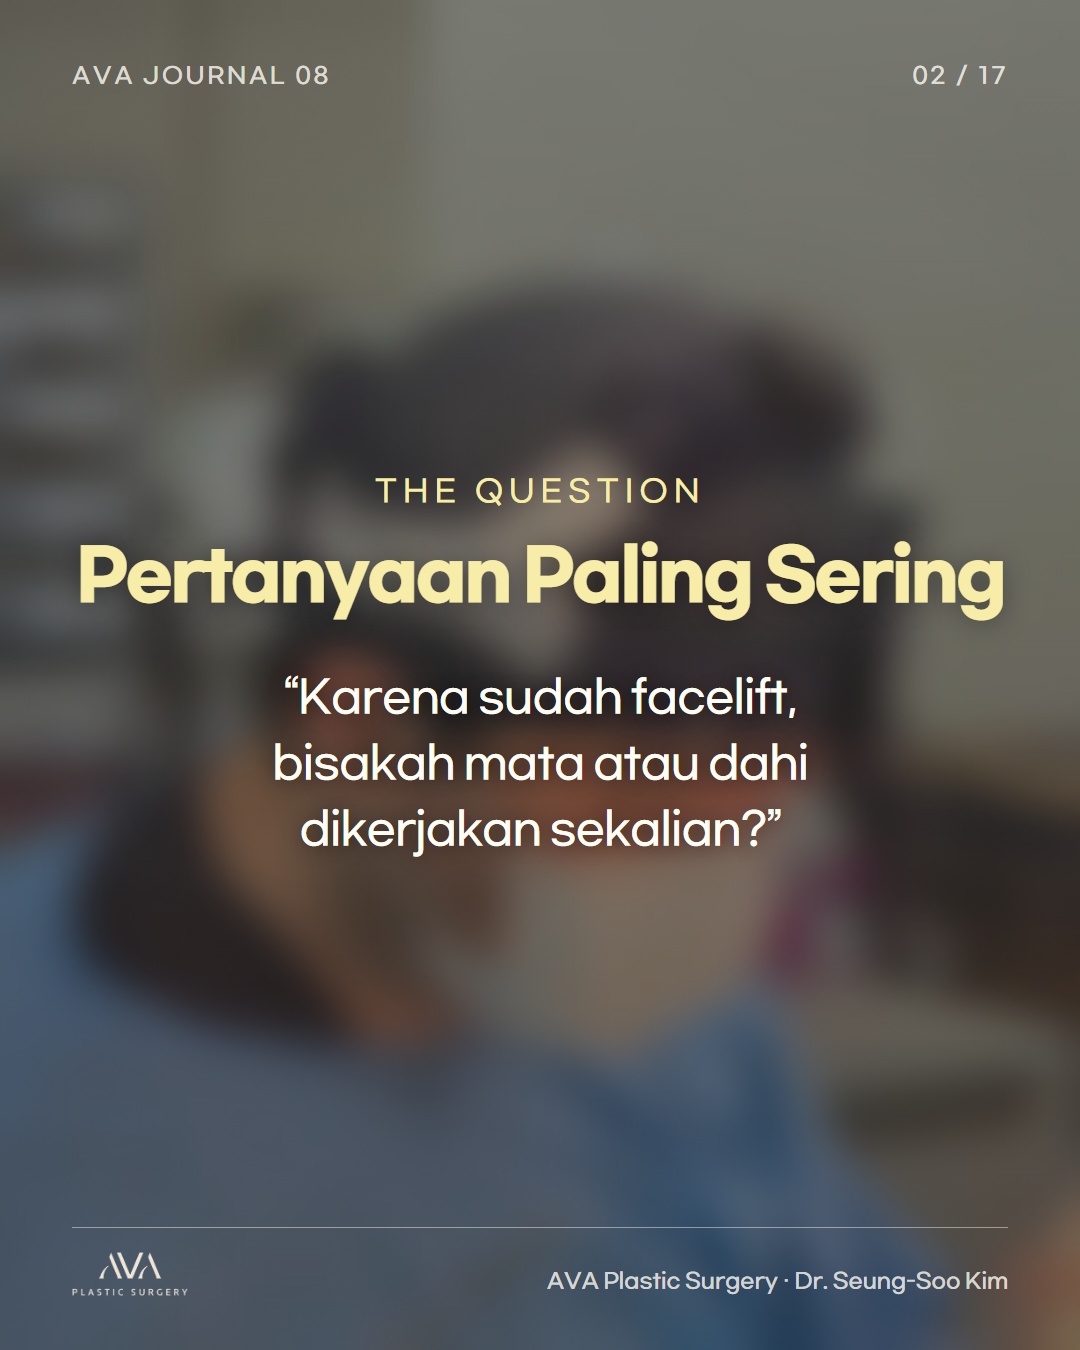 AVA JOURNAL 08
02 / 17
THE QUESTION
Pertanyaan Paling Sering
“Karena sudah facelift,
bisakah mata atau dahi
dikerjakan sekalian?”
AVA
PLASTIC SURGERY
AVA Plastic Surgery · Dr. Seung-Soo Kim